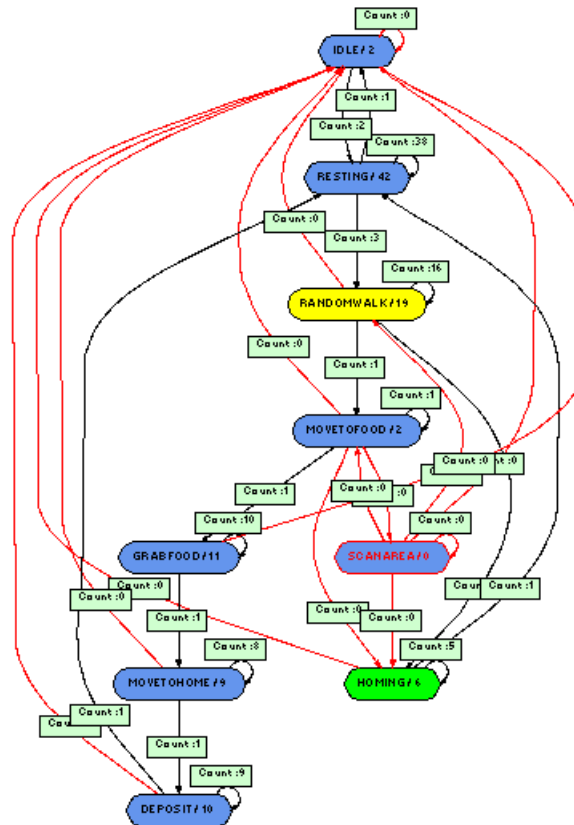 Count :0
IDLE / 2
Count :1
Count :2
Count :38
RESTING / 42
Count :0
Count :3
Count :16
RANDOMWALK / 19
Count :0
Count :1
Count :1
MOVETOFOOD / 2
Count :0
Count :0
Count :1
Count :0
Count :0
Count :10
Count :0
GRABFOOD / 11
SCANAREA / 0
Count :0
Count :0
Count :1
Count :0
Count :0
Count :1
Count :5
Count :8
MOVETOHOME / 9
HOMING / 6
Count :1
Count :1
Count :9
DEPOSIT / 10